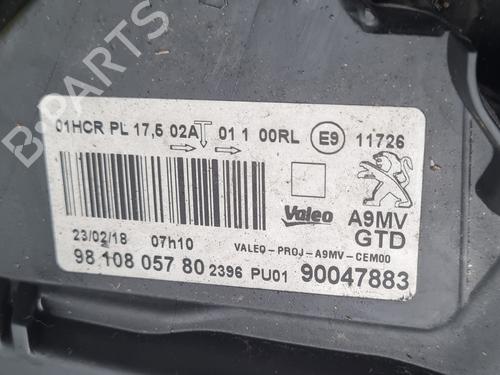 01HCR PL 17,5 02A 01 1 00RL E9 11726
Valeo A9MV
GTD
23/02/18 07h10 VALEO-PROJ-A9MV-CEM00
98 108 057 80 2396 PU01 90047883